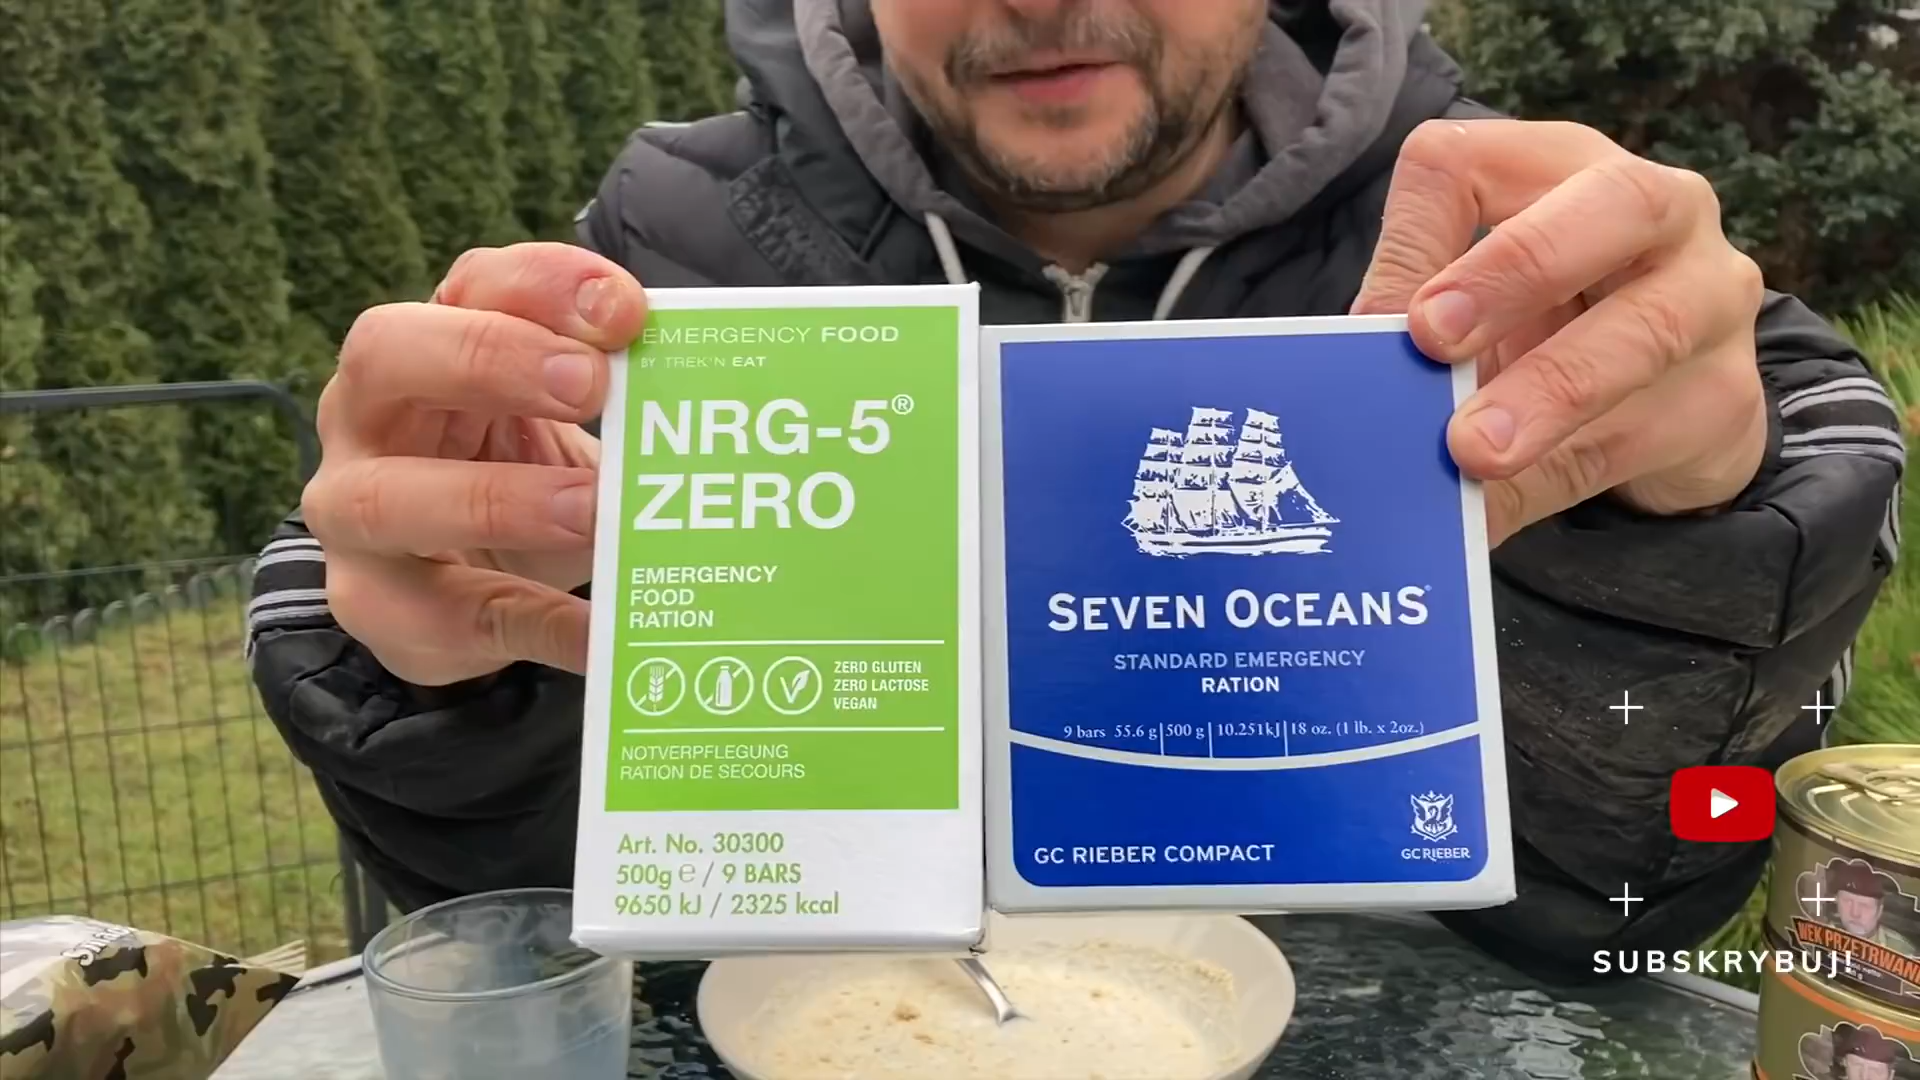 EMERGENCY FOOD
BY TREK'N EAT
NRG-5®
ZERO
EMERGENCY
FOOD
RATION
ZERO GLUTEN
ZERO LACTOSE
VEGAN
NOTVERPFLEGUNG
RATION DE SECOURS
Art. No. 30300
500g ℮ / 9 BARS
9650 kJ / 2325 kcal
SEVEN OCEANS®
STANDARD EMERGENCY
RATION
9 bars 55.6 g|500 g|10.251kJ|18 oz. (1 lb. x 2oz.)
GC RIEBER COMPACT
GC RIEBER
SUBSKRYBUJ!